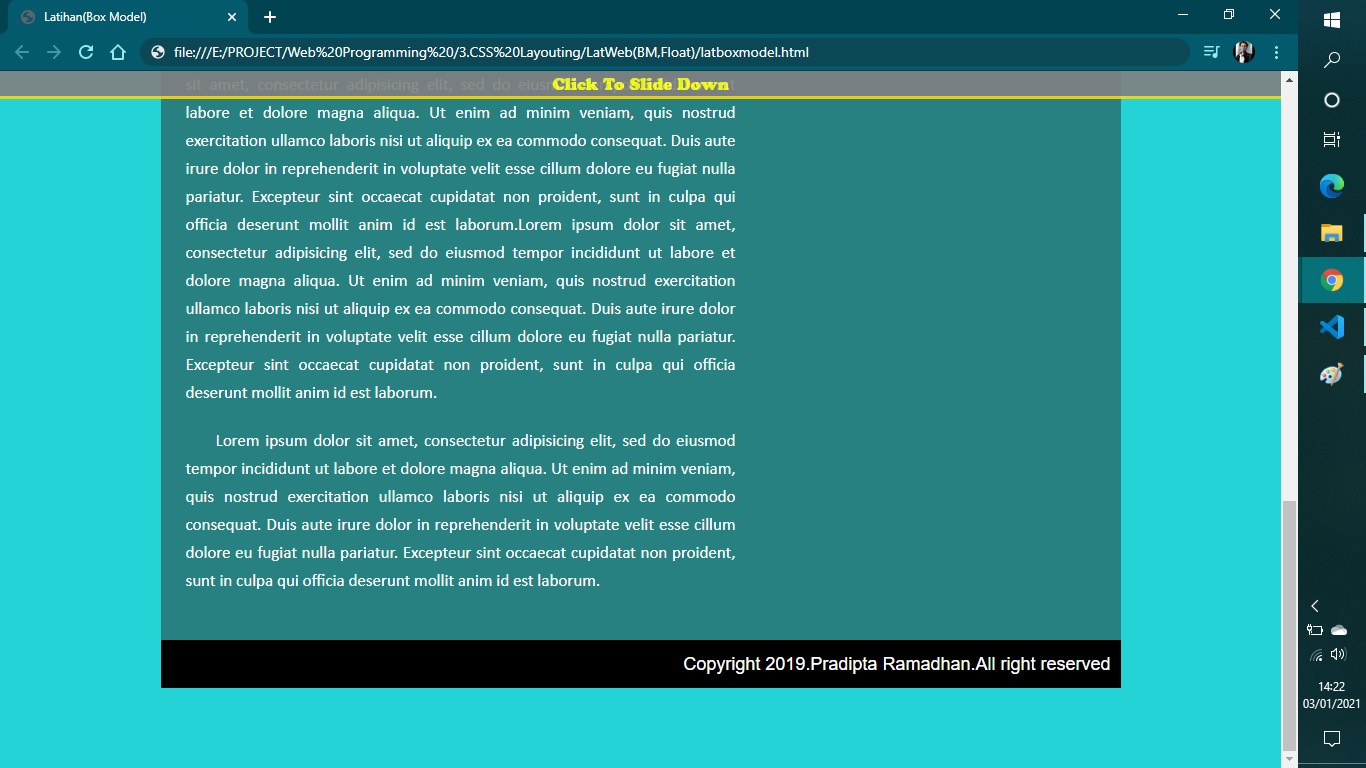 Latihan(Box Model)
file:///E:/PROJECT/Web%20Programming%20/3.CSS%20Layouting/LatWeb(BM,Float)/latboxmodel.html
Click To Slide Down
sit amet, consectetur adipisicing elit, sed do
labore et dolore magna aliqua. Ut enim ad minim veniam, quis nostrud
exercitation ullamco laboris nisi ut aliquip ex ea commodo consequat. Duis aute
irure dolor in reprehenderit in voluptate velit esse cillum dolore eu fugiat nulla
pariatur. Excepteur sint occaecat cupidatat non proident, sunt in culpa qui
officia deserunt mollit anim id est laborum.Lorem ipsum dolor sit amet,
consectetur adipisicing elit, sed do eiusmod tempor incididunt ut labore et
dolore magna aliqua. Ut enim ad minim veniam, quis nostrud exercitation
ullamco laboris nisi ut aliquip ex ea commodo consequat. Duis aute irure dolor
in reprehenderit in voluptate velit esse cillum dolore eu fugiat nulla pariatur.
Excepteur sint occaecat cupidatat non proident, sunt in culpa qui officia
deserunt mollit anim id est laborum.
Lorem ipsum dolor sit amet, consectetur adipisicing elit, sed do eiusmod
tempor incididunt ut labore et dolore magna aliqua. Ut enim ad minim veniam,
quis nostrud exercitation ullamco laboris nisi ut aliquip ex ea commodo
consequat. Duis aute irure dolor in reprehenderit in voluptate velit esse cillum
dolore eu fugiat nulla pariatur. Excepteur sint occaecat cupidatat non proident,
sunt in culpa qui officia deserunt mollit anim id est laborum.
Copyright 2019.Pradipta Ramadhan.All right reserved
14:22
03/01/2021